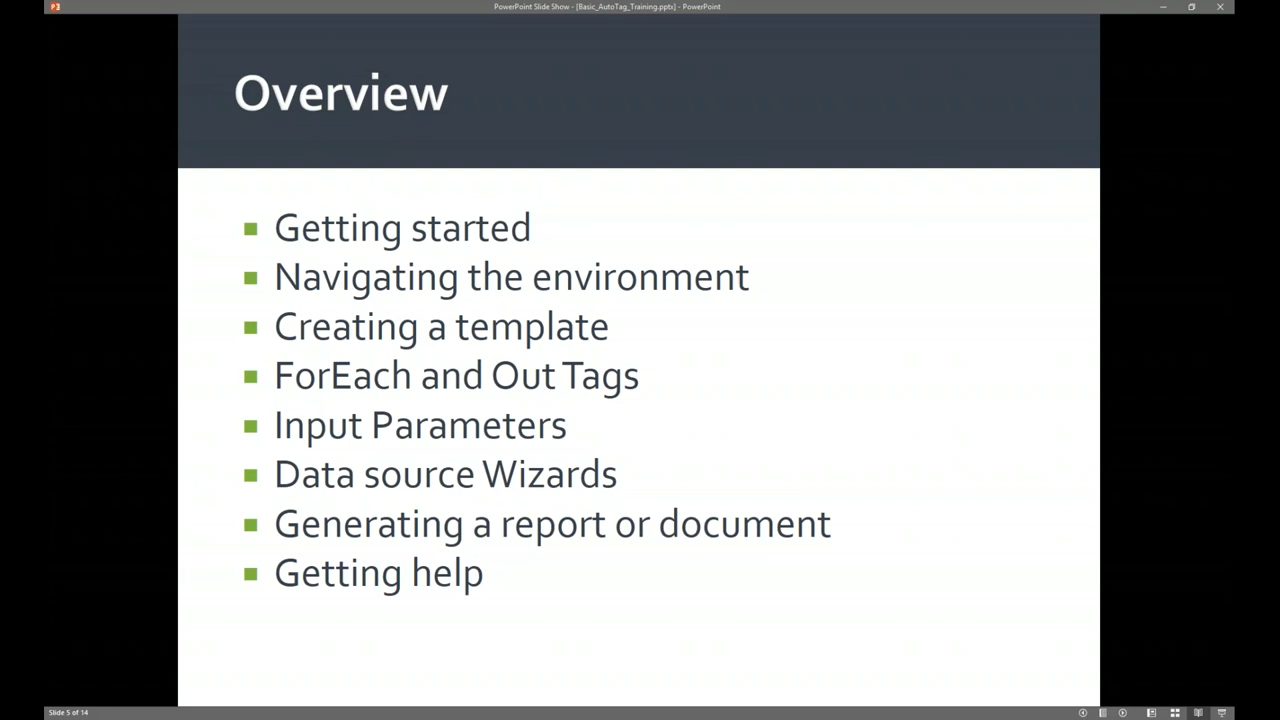 PowerPoint Slide Show - [Basic_AutoTag_Training.pptx] - PowerPoint
Overview
Getting started
Navigating the environment
Creating a template
ForEach and Out Tags
Input Parameters
Data source Wizards
Generating a report or document
Getting help
Slide 5 of 14